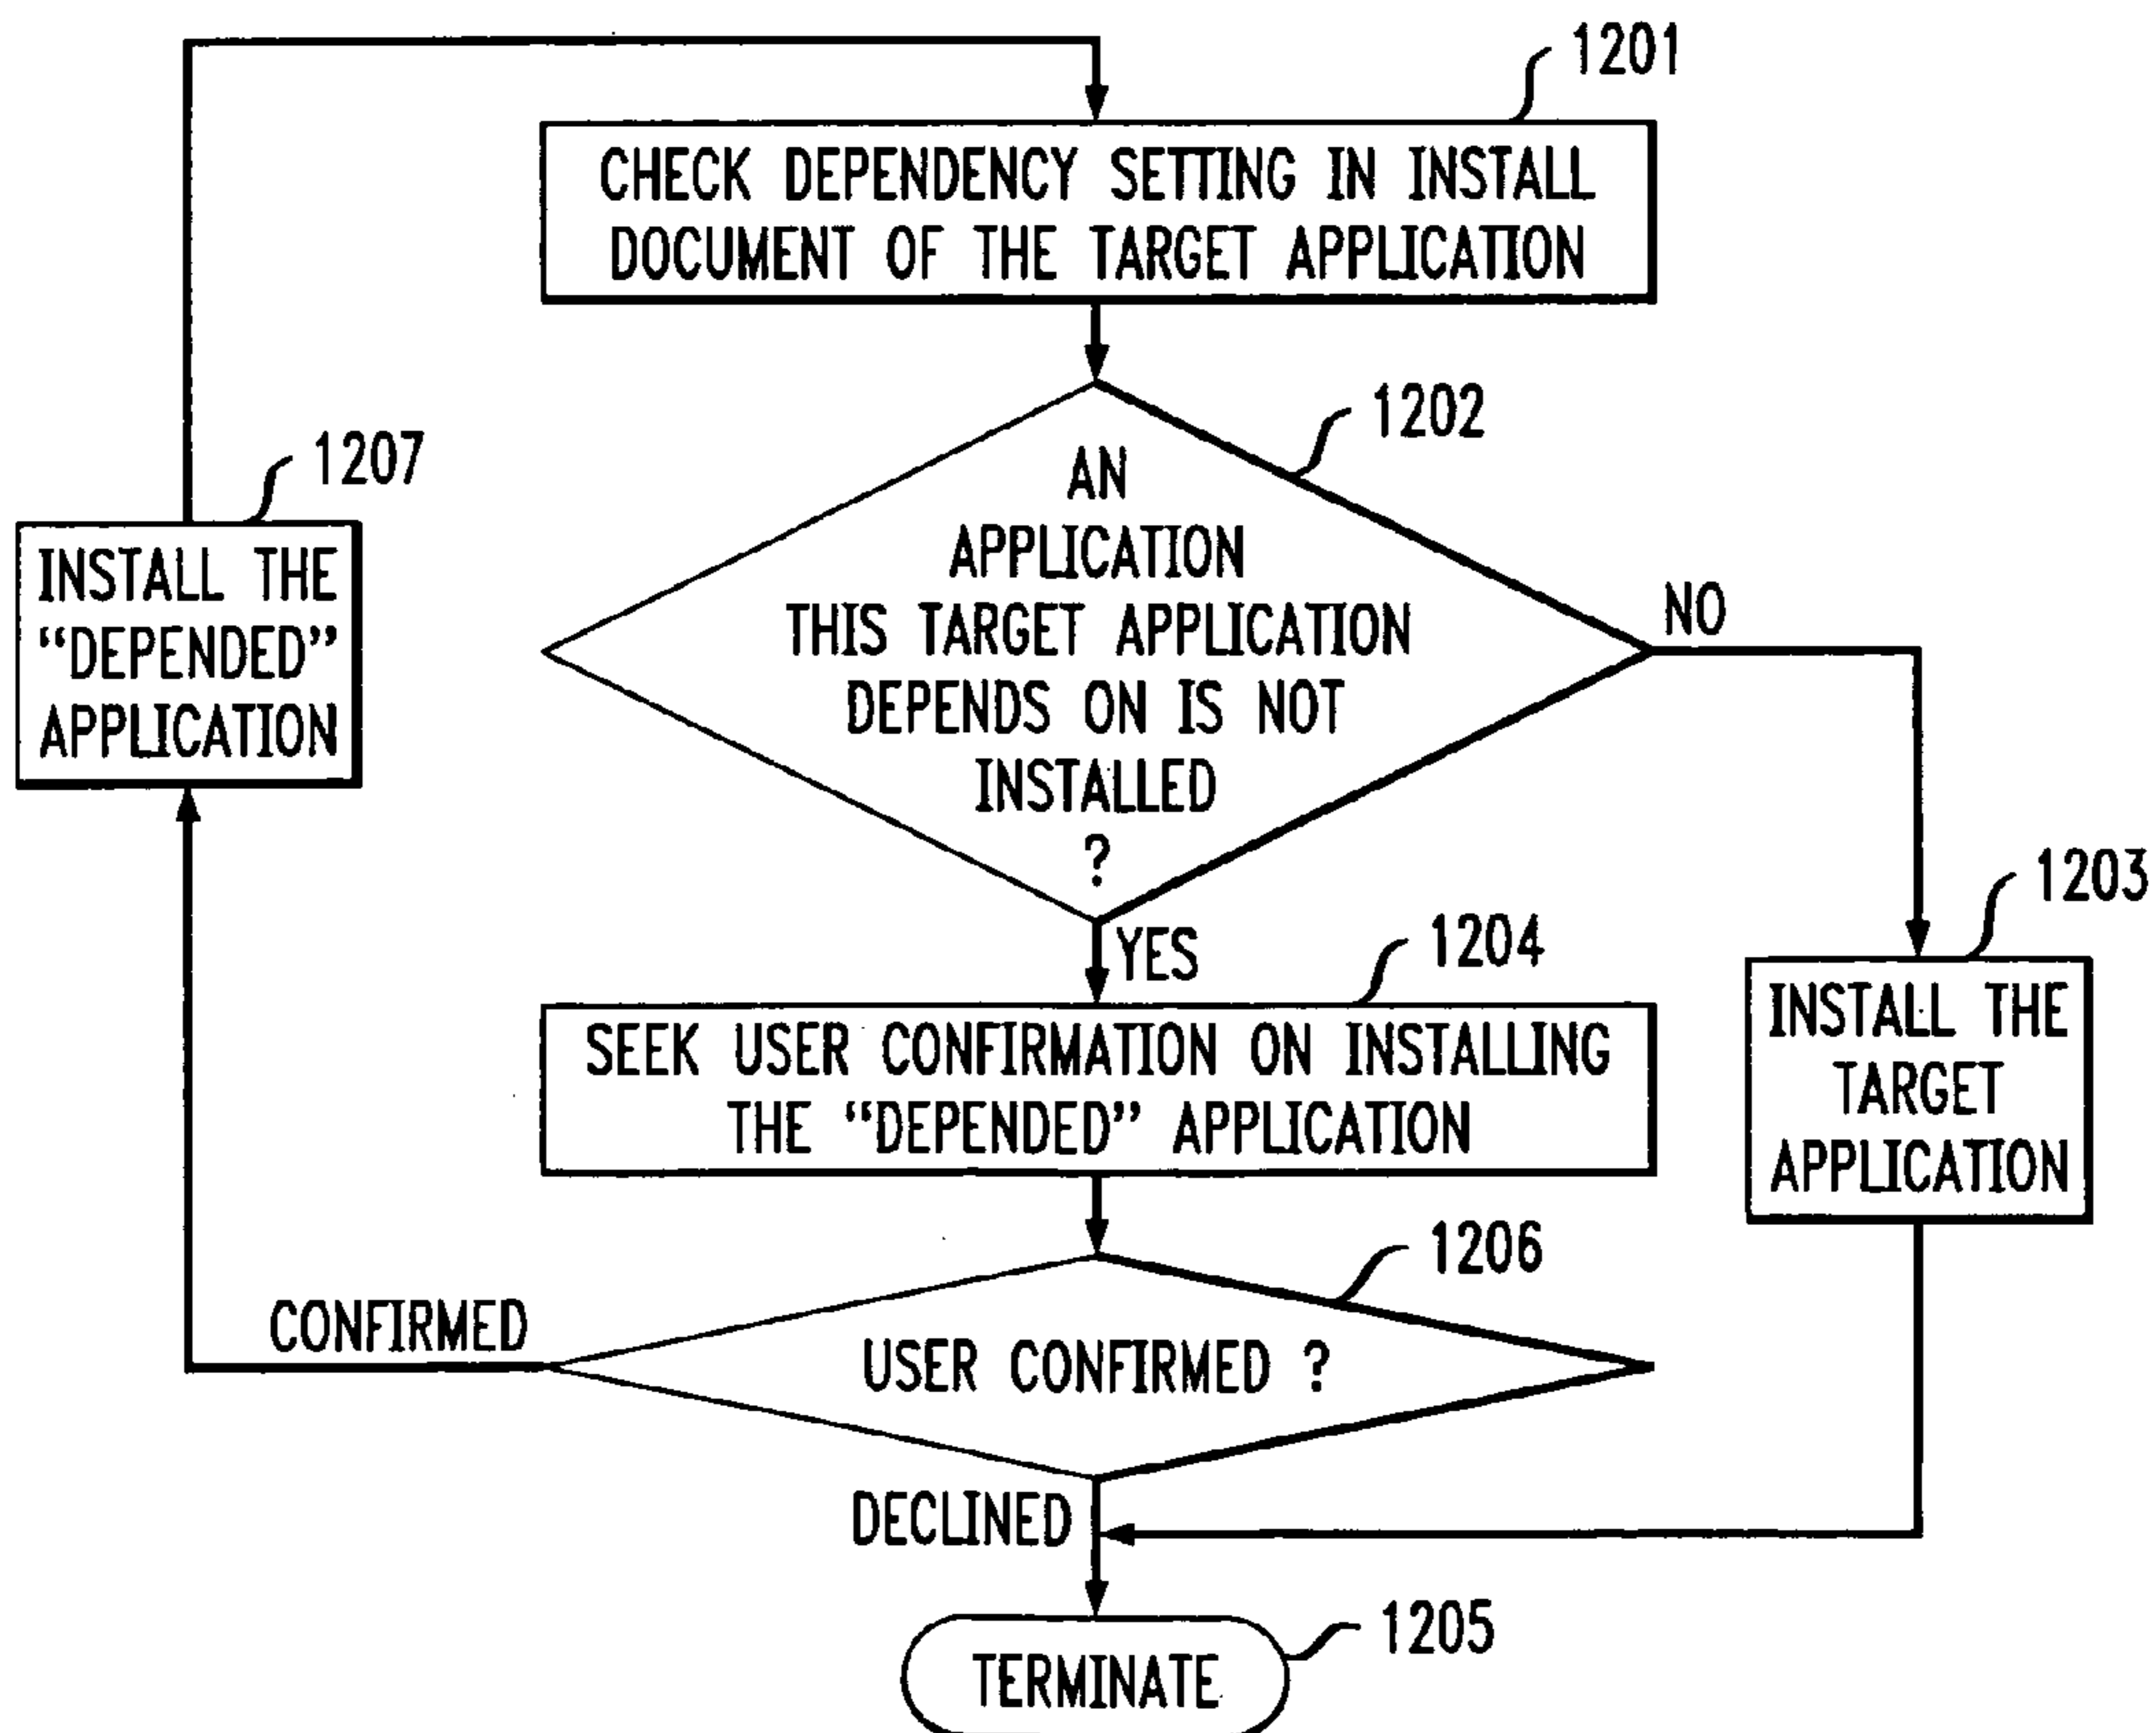 1201
CHECK DEPENDENCY SETTING IN INSTALL
DOCUMENT OF THE TARGET APPLICATION
1202
AN
APPLICATION
THIS TARGET APPLICATION
DEPENDS ON IS NOT
INSTALLED
?
NO
YES
1207
INSTALL THE
“DEPENDED”
APPLICATION
1203
INSTALL THE
TARGET
APPLICATION
1204
SEEK USER CONFIRMATION ON INSTALLING
THE “DEPENDED” APPLICATION
1206
USER CONFIRMED ?
CONFIRMED
DECLINED
1205
TERMINATE